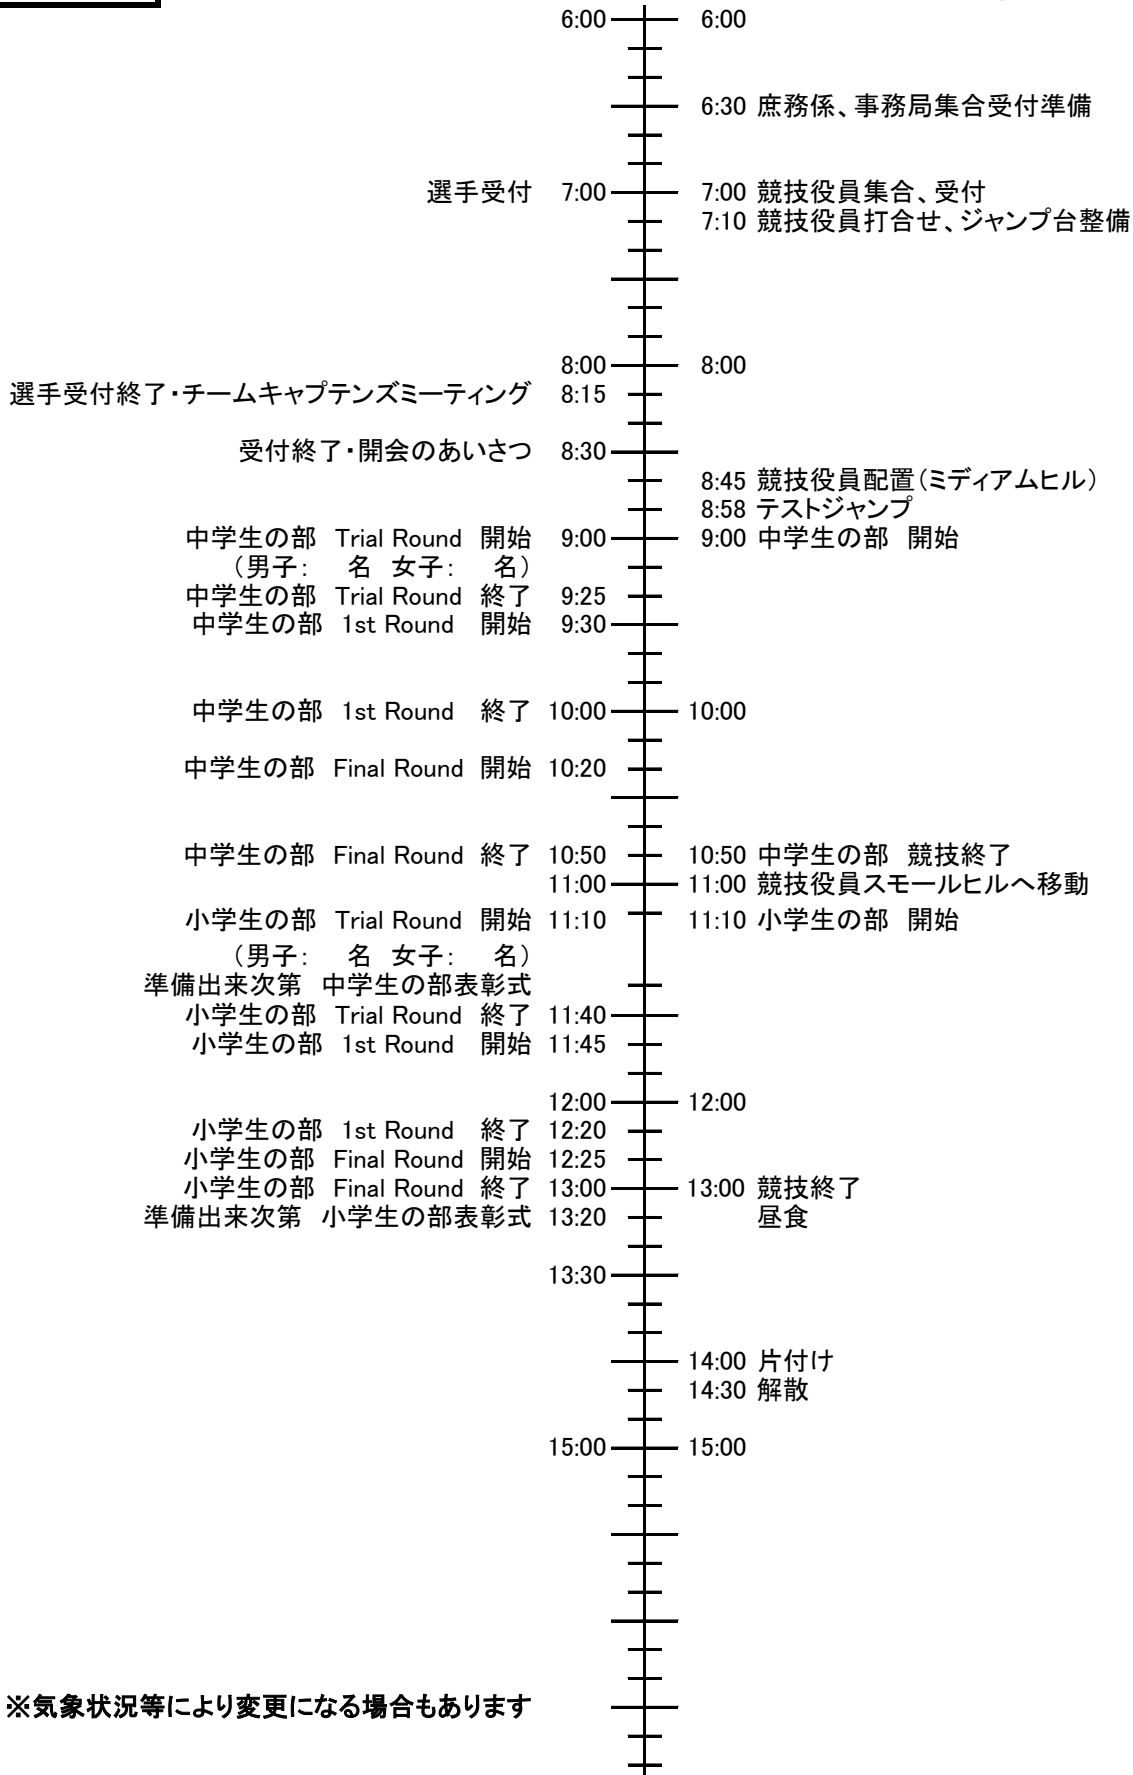 6:00 6:00
6:30 庶務係、事務局集合受付準備
選手受付 7:00 7:00 競技役員集合、受付
7:10 競技役員打合せ、ジャンプ台整備
8:00 8:00
選手受付終了・チームキャプテンズミーティング 8:15
受付終了・開会のあいさつ 8:30
8:45 競技役員配置（ミディアムヒル）
8:58 テストジャンプ
中学生の部 Trial Round 開始 9:00 9:00 中学生の部 開始
（男子： 名 女子： 名）
中学生の部 Trial Round 終了 9:25
中学生の部 1st Round 開始 9:30
中学生の部 1st Round 終了 10:00 10:00
中学生の部 Final Round 開始 10:20
中学生の部 Final Round 終了 10:50 10:50 中学生の部 競技終了
11:00 11:00 競技役員スモールヒルへ移動
小学生の部 Trial Round 開始 11:10 11:10 小学生の部 開始
（男子： 名 女子： 名）
準備出来次第 中学生の部表彰式
小学生の部 Trial Round 終了 11:40
小学生の部 1st Round 開始 11:45
12:00 12:00
小学生の部 1st Round 終了 12:20
小学生の部 Final Round 開始 12:25
小学生の部 Final Round 終了 13:00 13:00 競技終了
準備出来次第 小学生の部表彰式 13:20 昼食
13:30
14:00 片付け
14:30 解散
15:00 15:00
※気象状況等により変更になる場合もあります